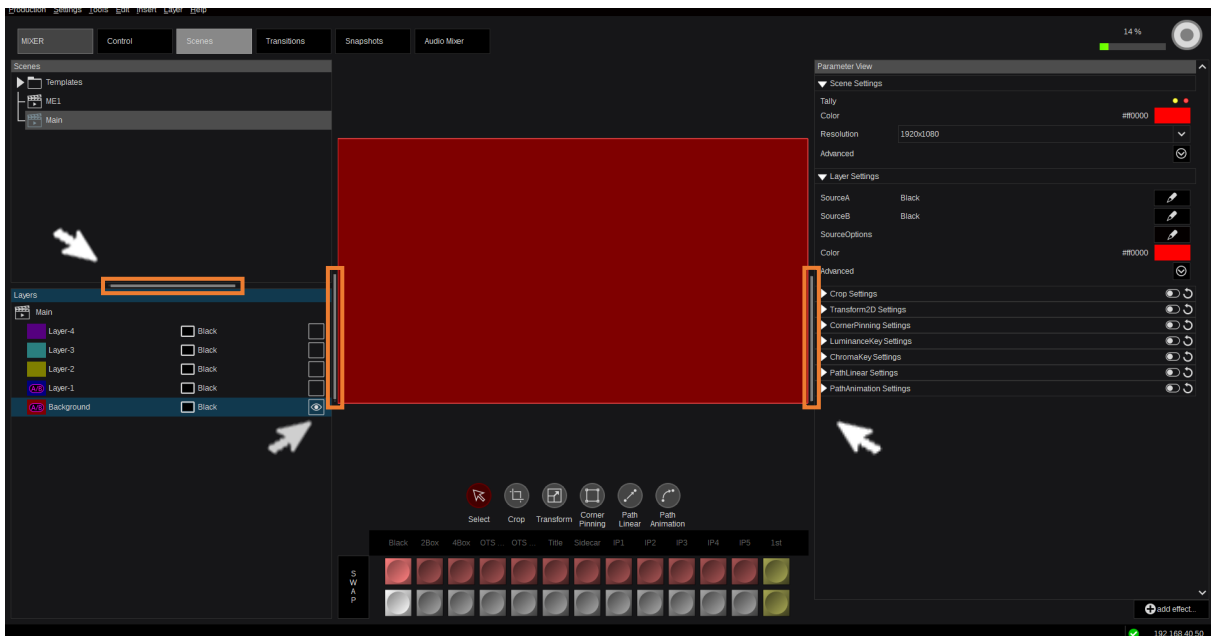 Production Settings Tools Edit Insert Layer Help
MIXER Control Scenes Transitions Snapshots Audio Mixer
14 %
Scenes
Templates
ME1
Main
Layers
Main
Layer-4 Black
Layer-3 Black
Layer-2 Black
A/B Layer-1 Black
A/B Background Black
Select
Crop
Transform
Corner
Pinning
Path
Linear
Path
Animation
Black 2Box 4Box OTS ... OTS ... Title Sidecar IP1 IP2 IP3 IP4 IP5 1st
S
W
A
P
Parameter View
Scene Settings
Tally
Color #ff0000
Resolution 1920x1080
Advanced
Layer Settings
SourceA Black
SourceB Black
SourceOptions
Color #ff0000
Advanced
Crop Settings
Transform2D Settings
CornerPinning Settings
LuminanceKey Settings
ChromaKey Settings
PathLinear Settings
PathAnimation Settings
add effect...
192.168.40.50